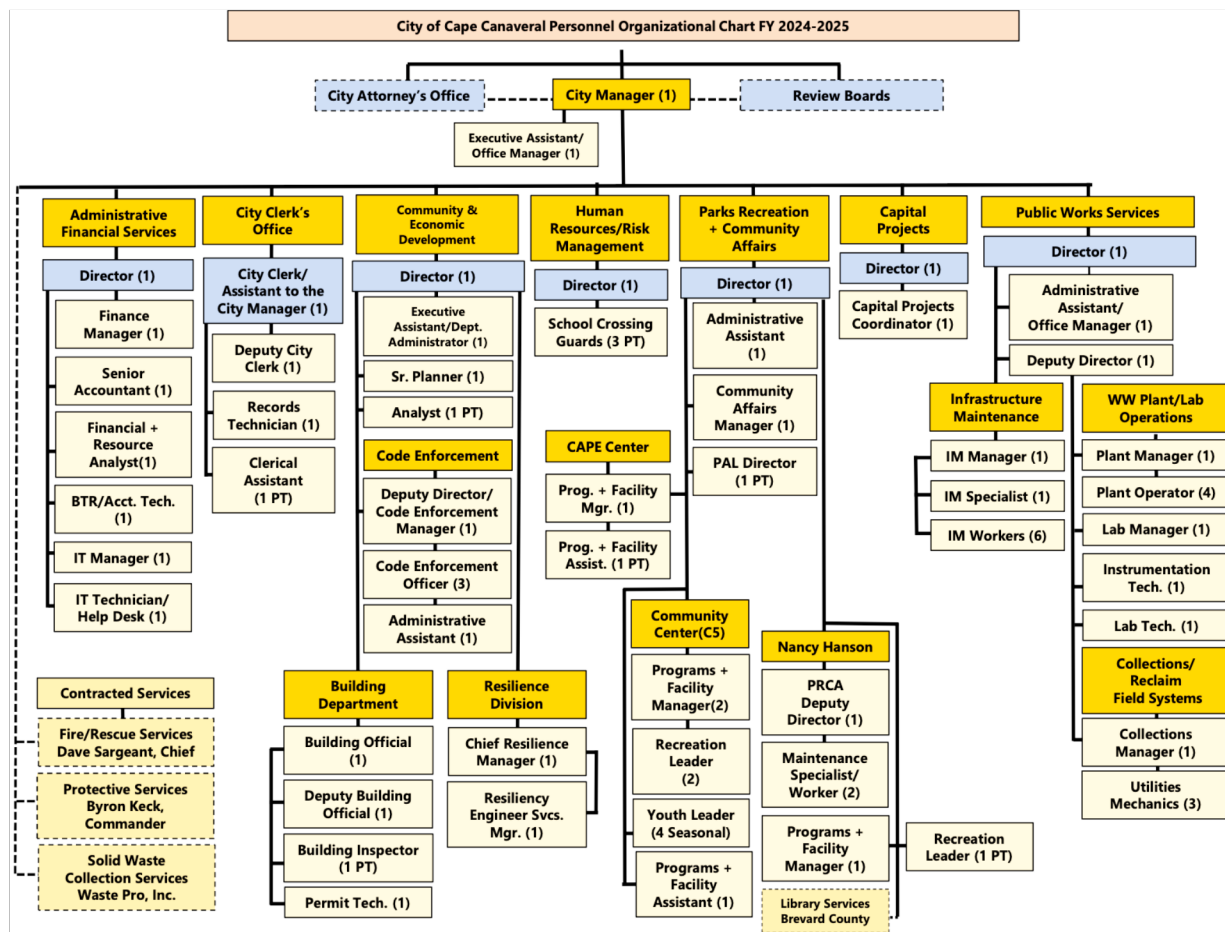 City of Cape Canaveral Personnel Organizational Chart FY 2024-2025
City Attorney's Office
City Manager (1)
Review Boards
Executive Assistant/
Office Manager (1)
Administrative
Financial Services
Director (1)
Finance
Manager (1)
Senior
Accountant (1)
Financial +
Resource
Analyst(1)
BTR/Acct. Tech.
(1)
IT Manager (1)
IT Technician/
Help Desk (1)
City Clerk's
Office
City Clerk/
Assistant to the
City Manager (1)
Deputy City
Clerk (1)
Records
Technician (1)
Clerical
Assistant
(1 PT)
Community &
Economic
Development
Director (1)
Executive
Assistant/Dept.
Administrator (1)
Sr. Planner (1)
Analyst (1 PT)
Code Enforcement
Deputy Director/
Code Enforcement
Manager (1)
Code Enforcement
Officer (3)
Administrative
Assistant (1)
Building
Department
Building Official
(1)
Deputy Building
Official (1)
Building Inspector
(1 PT)
Permit Tech. (1)
Resilience
Division
Chief Resilience
Manager (1)
Resiliency
Engineer Svcs.
Mgr. (1)
Human
Resources/Risk
Management
Director (1)
School Crossing
Guards (3 PT)
Parks Recreation
+ Community
Affairs
Director (1)
Administrative
Assistant
(1)
Community
Affairs
Manager (1)
PAL Director
(1 PT)
CAPE Center
Prog. + Facility
Mgr. (1)
Prog. + Facility
Assist. (1 PT)
Community
Center(C5)
Programs +
Facility
Manager(2)
Recreation
Leader
(2)
Youth Leader
(4 Seasonal)
Programs +
Facility
Assistant (1)
Nancy Hanson
PRCA
Deputy
Director (1)
Maintenance
Specialist/
Worker (2)
Programs +
Facility
Manager (1)
Library Services
Brevard County
Recreation
Leader (1 PT)
Capital
Projects
Director (1)
Capital Projects
Coordinator (1)
Public Works Services
Director (1)
Administrative
Assistant/
Office Manager (1)
Deputy Director (1)
Infrastructure
Maintenance
IM Manager (1)
IM Specialist (1)
IM Workers (6)
WW Plant/Lab
Operations
Plant Manager (1)
Plant Operator (4)
Lab Manager (1)
Instrumentation
Tech. (1)
Lab Tech. (1)
Collections/
Reclaim
Field Systems
Collections
Manager (1)
Utilities
Mechanics (3)
Contracted Services
Fire/Rescue Services
Dave Sargeant, Chief
Protective Services
Byron Keck,
Commander
Solid Waste
Collection Services
Waste Pro, Inc.